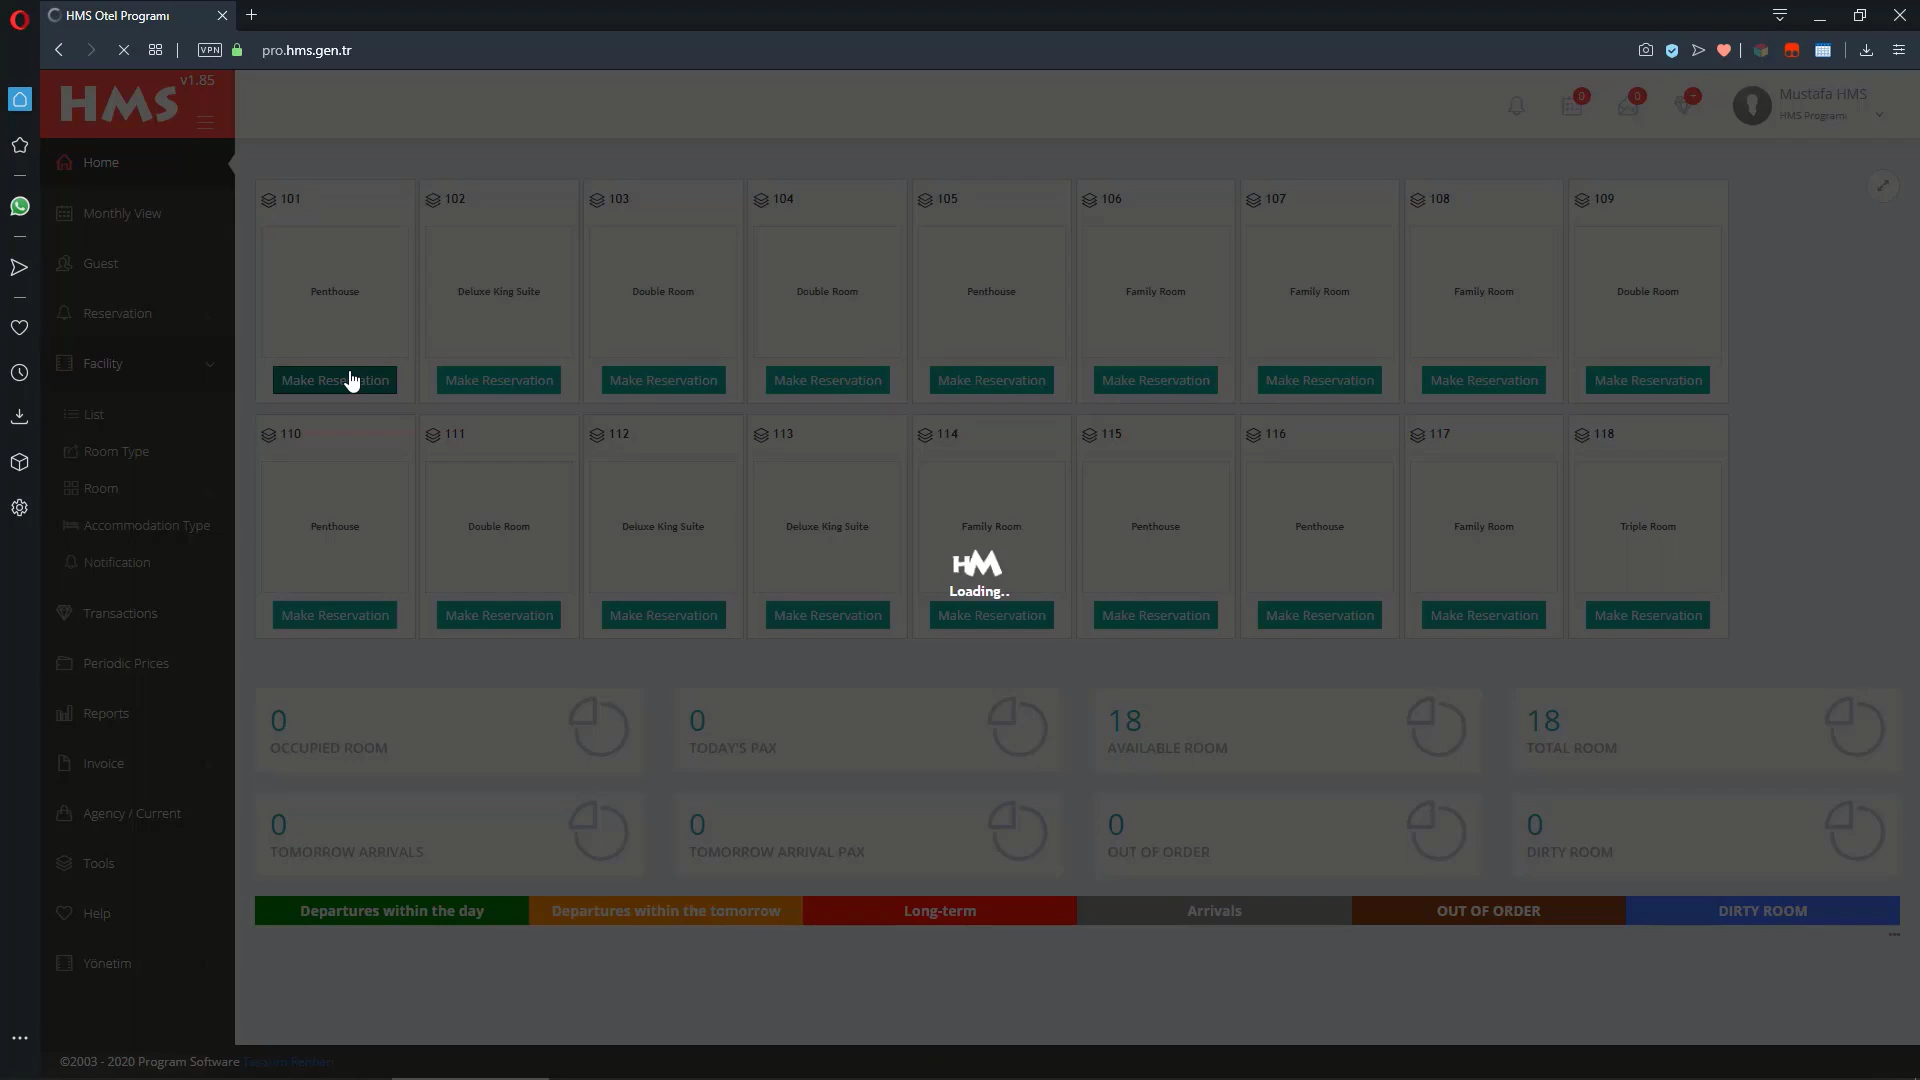 HMS Otel Programı
VPN
pro.hms.gen.tr
HMS
v1.85
0
0
Mustafa HMS
HMS Programı
Home
Monthly View
Guest
Reservation
Facility
List
Room Type
Room
Accommodation Type
Notification
Transactions
Periodic Prices
Reports
Invoice
Agency / Current
Tools
Help
Yönetim
101
102
103
104
105
106
107
108
109
Penthouse
Deluxe King Suite
Double Room
Double Room
Penthouse
Family Room
Family Room
Family Room
Double Room
Make Reservation
Make Reservation
Make Reservation
Make Reservation
Make Reservation
Make Reservation
Make Reservation
Make Reservation
Make Reservation
110
111
112
113
114
115
116
117
118
Penthouse
Double Room
Deluxe King Suite
Deluxe King Suite
Family Room
Penthouse
Penthouse
Family Room
Triple Room
HM
Loading..
Make Reservation
Make Reservation
Make Reservation
Make Reservation
Make Reservation
Make Reservation
Make Reservation
Make Reservation
Make Reservation
0
OCCUPIED ROOM
0
TODAY'S PAX
18
AVAILABLE ROOM
18
TOTAL ROOM
0
TOMORROW ARRIVALS
0
TOMORROW ARRIVAL PAX
0
OUT OF ORDER
0
DIRTY ROOM
Departures within the day
Departures within the tomorrow
Long-term
Arrivals
OUT OF ORDER
DIRTY ROOM
©2003 - 2020 Program Software Tasarım Rehberi